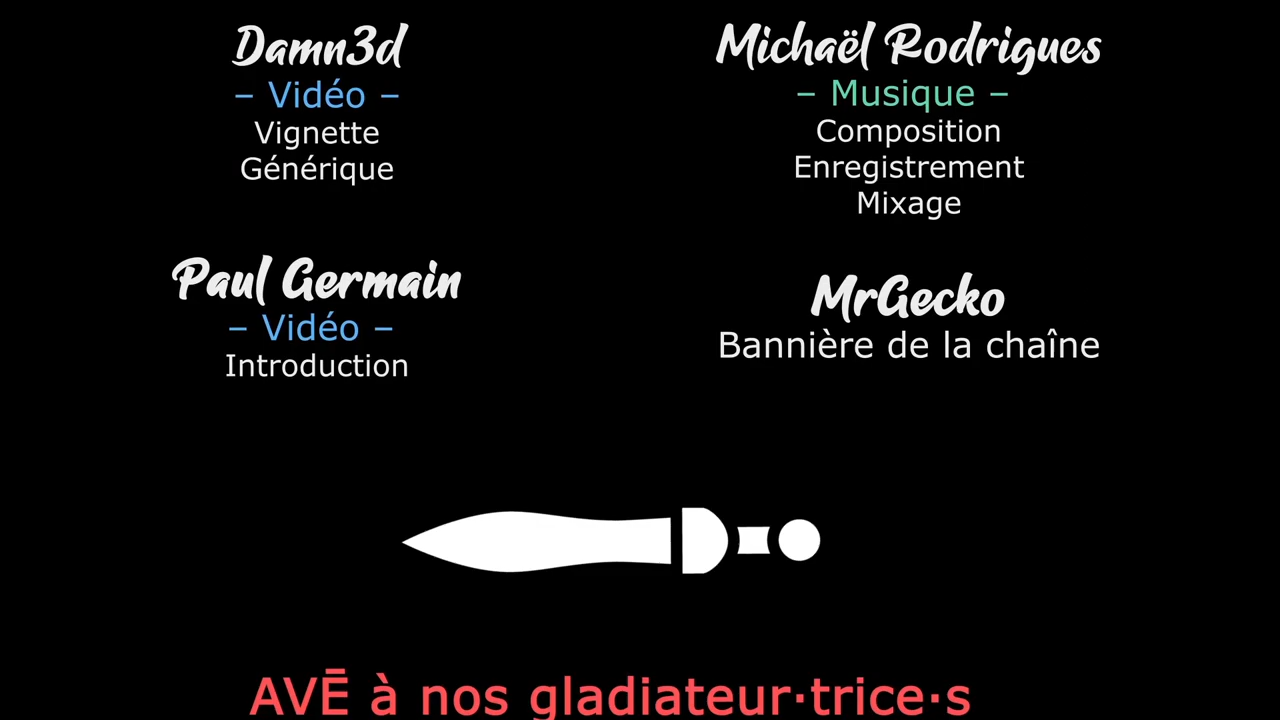 Damn3d
– Vidéo –
Vignette
Générique
Michaël Rodrigues
– Musique –
Composition
Enregistrement
Mixage
Paul Germain
– Vidéo –
Introduction
MrGecko
Bannière de la chaîne
AVĒ à nos gladiateur·trice·s